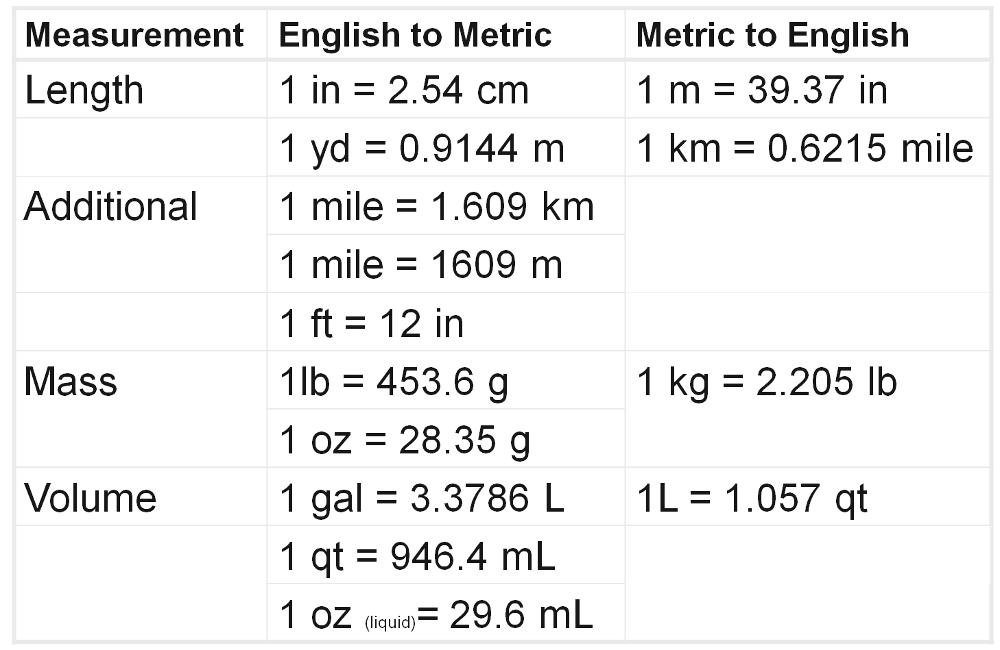 Measurement English to Metric Metric to English
Length 1 in = 2.54 cm 1 m = 39.37 in
1 yd = 0.9144 m 1 km = 0.6215 mile
Additional 1 mile = 1.609 km
1 mile = 1609 m
1 ft = 12 in
Mass 1lb = 453.6 g 1 kg = 2.205 lb
1 oz = 28.35 g
Volume 1 gal = 3.3786 L 1L = 1.057 qt
1 qt = 946.4 mL
1 oz (liquid)= 29.6 mL